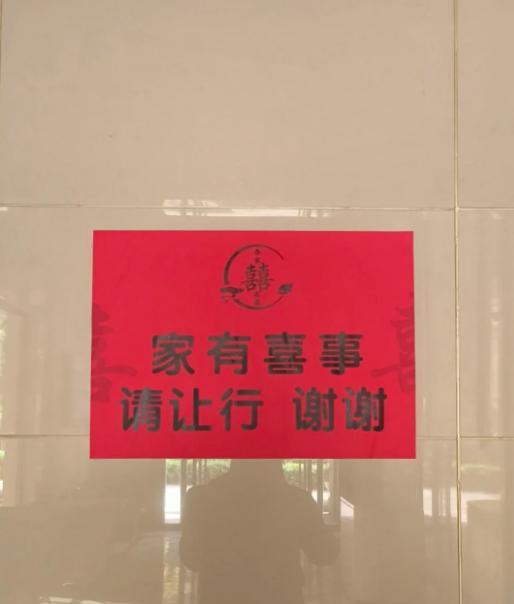 囍
家有喜事
请让行 谢谢